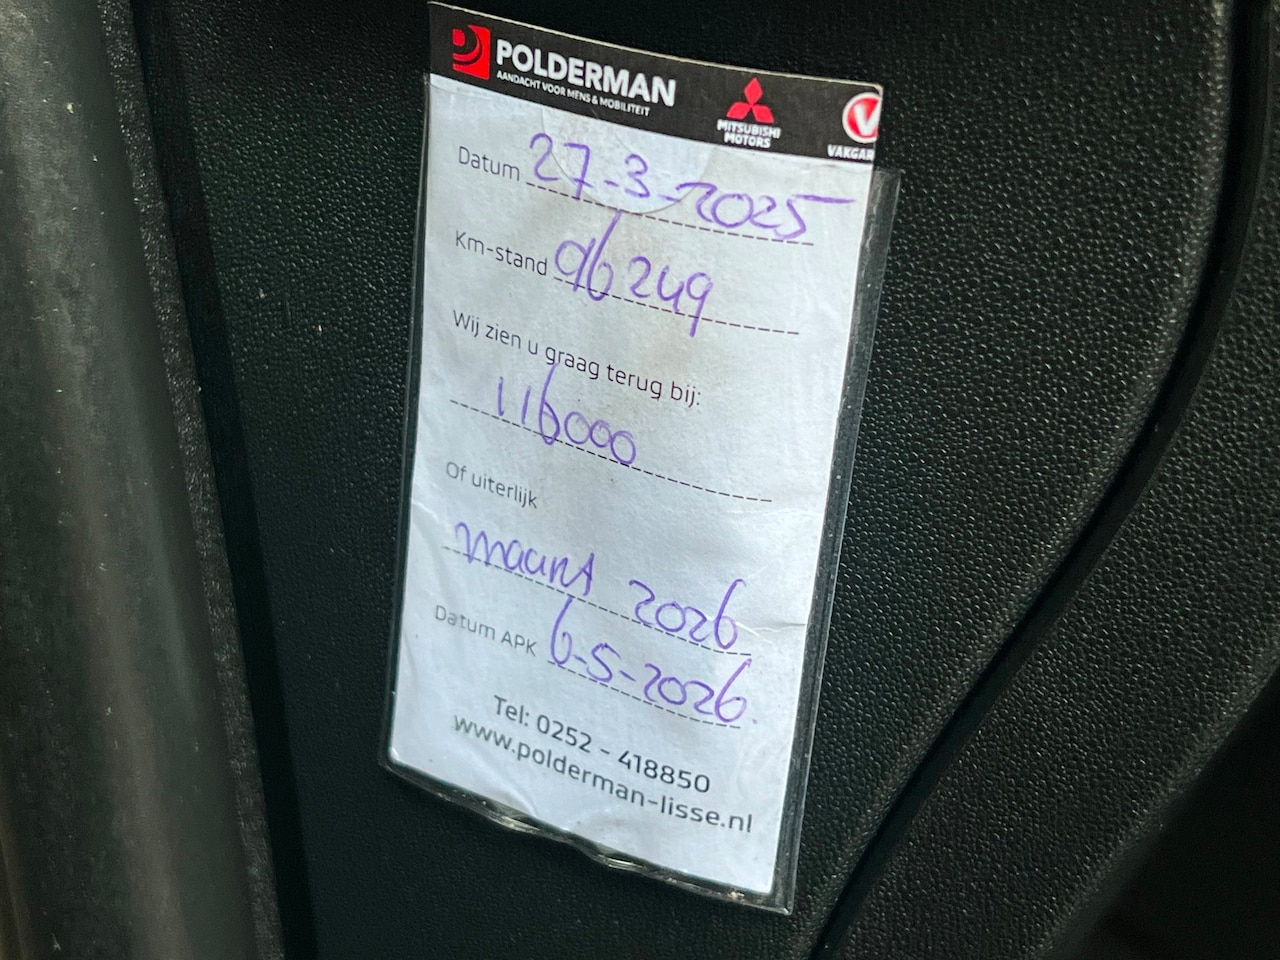 POLDERMAN
AANDACHT VOOR MENS & MOBILITEIT
MITSUBISHI
MOTORS
VAKGAR
Datum 27-3-2025
Km-stand 96249
Wij zien u graag terug bij:
116000
Of uiterlijk
maart 2026
Datum APK 6-5-2026
Tel: 0252 - 418850
www.polderman-lisse.nl